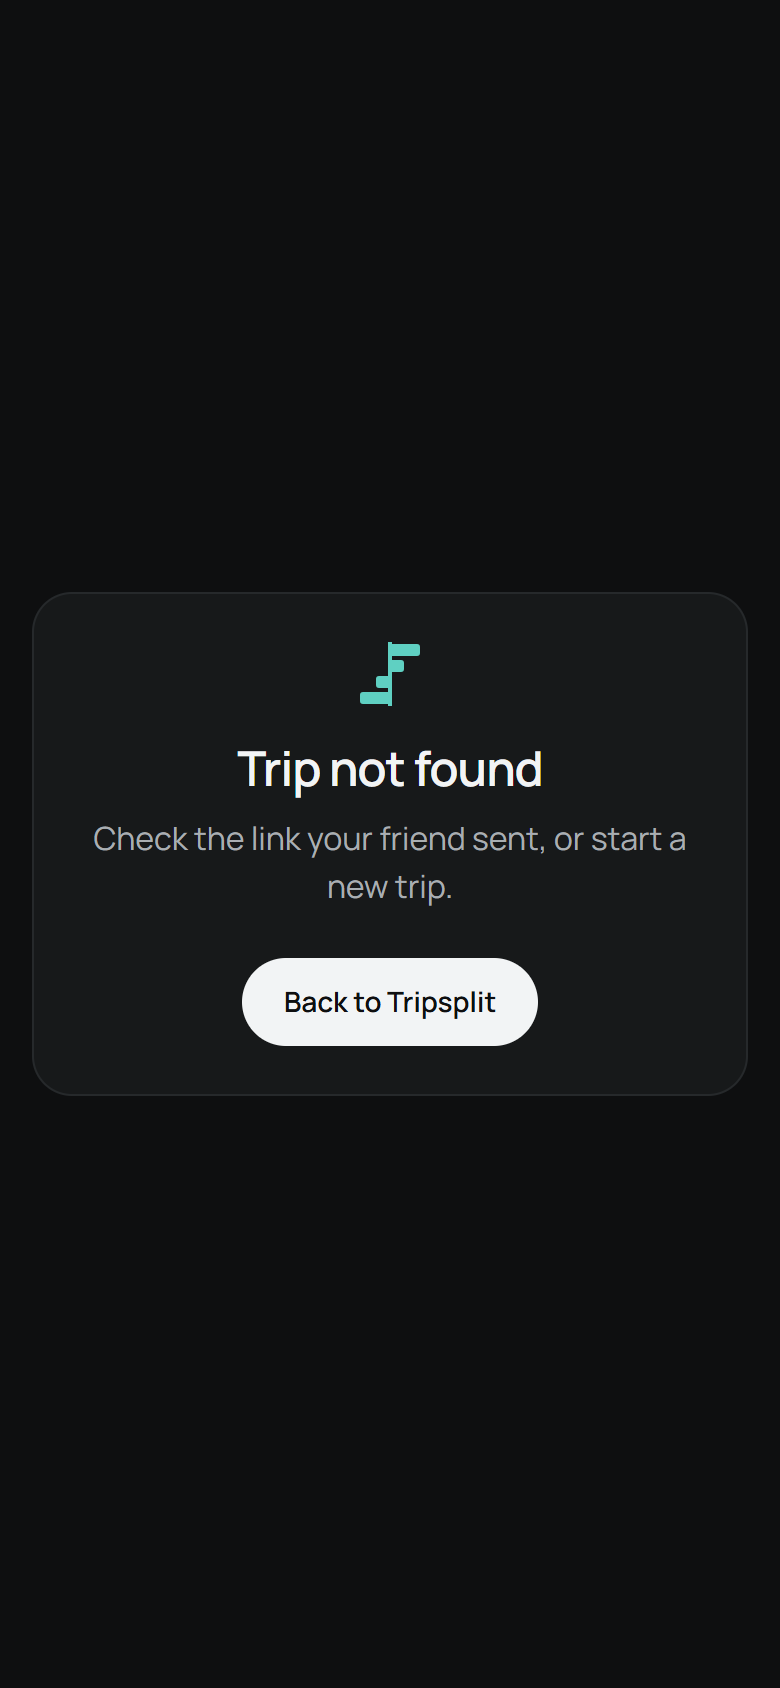 Trip not found
Check the link your friend sent, or start a
new trip.
Back to Tripsplit